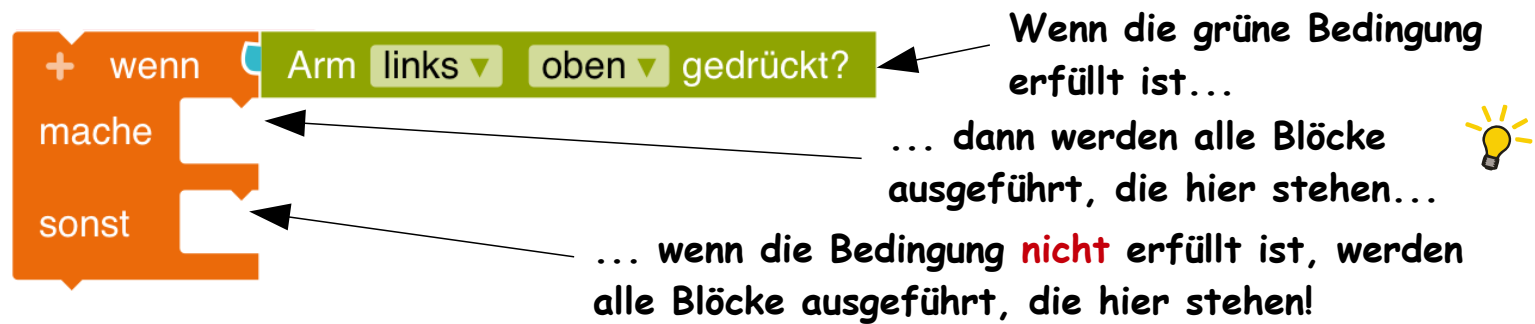 + wenn Arm links ▾ oben ▾ gedrückt?
mache
sonst
Wenn die grüne Bedingung
erfüllt ist...
... dann werden alle Blöcke
ausgeführt, die hier stehen...
... wenn die Bedingung nicht erfüllt ist, werden
alle Blöcke ausgeführt, die hier stehen!